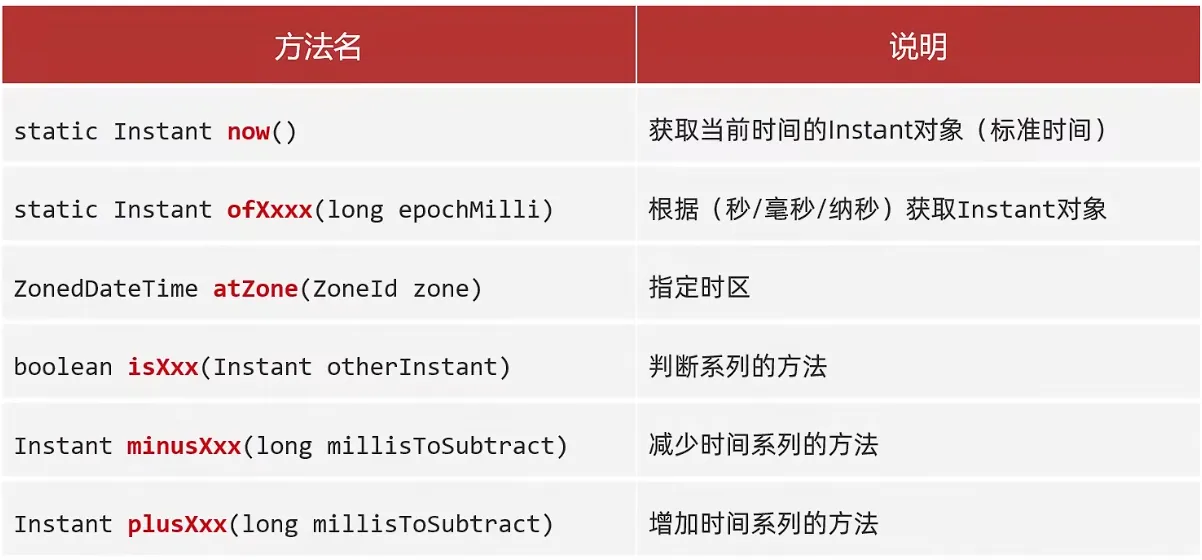 方法名 说明
static Instant now() 获取当前时间的Instant对象（标准时间）
static Instant ofXxxx(long epochMilli) 根据（秒/毫秒/纳秒）获取Instant对象
ZonedDateTime atZone(ZoneId zone) 指定时区
boolean isXxx(Instant otherInstant) 判断系列的方法
Instant minusXxx(long millisToSubtract) 减少时间系列的方法
Instant plusXxx(long millisToSubtract) 增加时间系列的方法